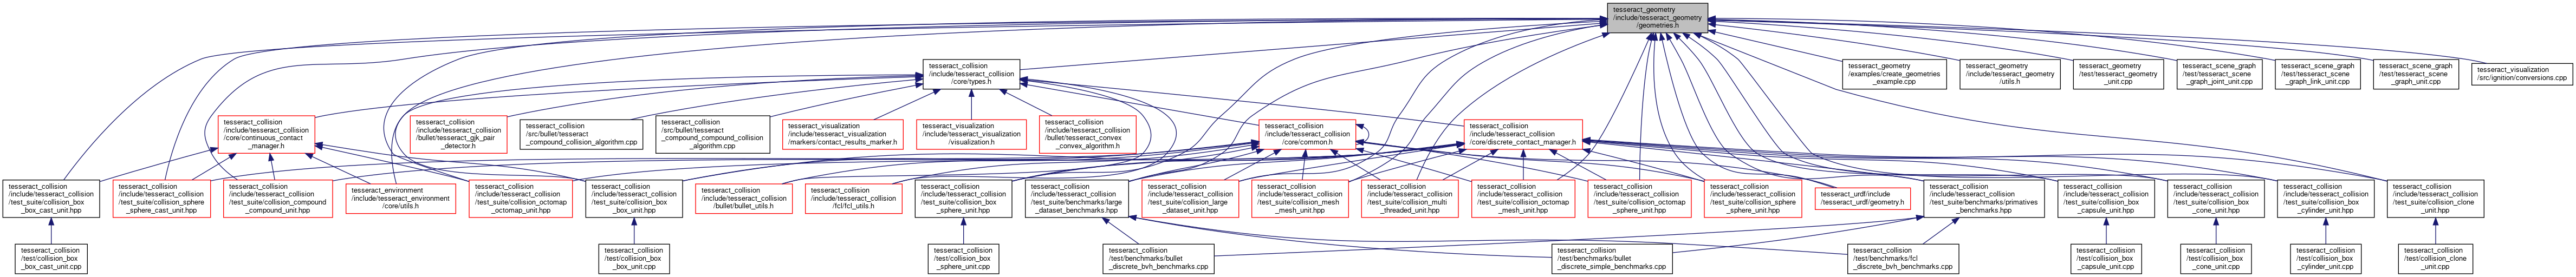 tesseract_geometry
/include/tesseract_geometry
/geometries.h
tesseract_collision
/include/tesseract_collision
/core/types.h
tesseract_geometry
/examples/create_geometries
_example.cpp
tesseract_geometry
/include/tesseract_geometry
/utils.h
tesseract_geometry
/test/tesseract_geometry
_unit.cpp
tesseract_scene_graph
/test/tesseract_scene
_graph_joint_unit.cpp
tesseract_scene_graph
/test/tesseract_scene
_graph_link_unit.cpp
tesseract_scene_graph
/test/tesseract_scene
_graph_unit.cpp
tesseract_visualization
/src/ignition/conversions.cpp
tesseract_collision
/include/tesseract_collision
/core/continuous_contact
_manager.h
tesseract_collision
/include/tesseract_collision
/bullet/tesseract_gjk_pair
_detector.h
tesseract_collision
/src/bullet/tesseract
_compound_collision_algorithm.cpp
tesseract_collision
/src/bullet/tesseract
_compound_compound_collision
_algorithm.cpp
tesseract_visualization
/include/tesseract_visualization
/markers/contact_results_marker.h
tesseract_visualization
/include/tesseract_visualization
/visualization.h
tesseract_collision
/include/tesseract_collision
/bullet/tesseract_convex
_convex_algorithm.h
tesseract_collision
/include/tesseract_collision
/core/common.h
tesseract_collision
/include/tesseract_collision
/core/discrete_contact_manager.h
tesseract_collision
/include/tesseract_collision
/test_suite/collision_box
_box_cast_unit.hpp
tesseract_collision
/include/tesseract_collision
/test_suite/collision_sphere
_sphere_cast_unit.hpp
tesseract_collision
/include/tesseract_collision
/test_suite/collision_compound
_compound_unit.hpp
tesseract_environment
/include/tesseract_environment
/core/utils.h
tesseract_collision
/include/tesseract_collision
/test_suite/collision_octomap
_octomap_unit.hpp
tesseract_collision
/include/tesseract_collision
/test_suite/collision_box
_box_unit.hpp
tesseract_collision
/include/tesseract_collision
/bullet/bullet_utils.h
tesseract_collision
/include/tesseract_collision
/fcl/fcl_utils.h
tesseract_collision
/include/tesseract_collision
/test_suite/collision_box
_sphere_unit.hpp
tesseract_collision
/include/tesseract_collision
/test_suite/benchmarks/large
_dataset_benchmarks.hpp
tesseract_collision
/include/tesseract_collision
/test_suite/collision_large
_dataset_unit.hpp
tesseract_collision
/include/tesseract_collision
/test_suite/collision_mesh
_mesh_unit.hpp
tesseract_collision
/include/tesseract_collision
/test_suite/collision_multi
_threaded_unit.hpp
tesseract_collision
/include/tesseract_collision
/test_suite/collision_octomap
_mesh_unit.hpp
tesseract_collision
/include/tesseract_collision
/test_suite/collision_octomap
_sphere_unit.hpp
tesseract_collision
/include/tesseract_collision
/test_suite/collision_sphere
_sphere_unit.hpp
tesseract_urdf/include
/tesseract_urdf/geometry.h
tesseract_collision
/include/tesseract_collision
/test_suite/benchmarks/primatives
_benchmarks.hpp
tesseract_collision
/include/tesseract_collision
/test_suite/collision_box
_capsule_unit.hpp
tesseract_collision
/include/tesseract_collision
/test_suite/collision_box
_cone_unit.hpp
tesseract_collision
/include/tesseract_collision
/test_suite/collision_box
_cylinder_unit.hpp
tesseract_collision
/include/tesseract_collision
/test_suite/collision_clone
_unit.hpp
tesseract_collision
/test/collision_box
_box_cast_unit.cpp
tesseract_collision
/test/collision_box
_box_unit.cpp
tesseract_collision
/test/collision_box
_sphere_unit.cpp
tesseract_collision
/test/benchmarks/bullet
_discrete_bvh_benchmarks.cpp
tesseract_collision
/test/benchmarks/bullet
_discrete_simple_benchmarks.cpp
tesseract_collision
/test/benchmarks/fcl
_discrete_bvh_benchmarks.cpp
tesseract_collision
/test/collision_box
_capsule_unit.cpp
tesseract_collision
/test/collision_box
_cone_unit.cpp
tesseract_collision
/test/collision_box
_cylinder_unit.cpp
tesseract_collision
/test/collision_clone
_unit.cpp